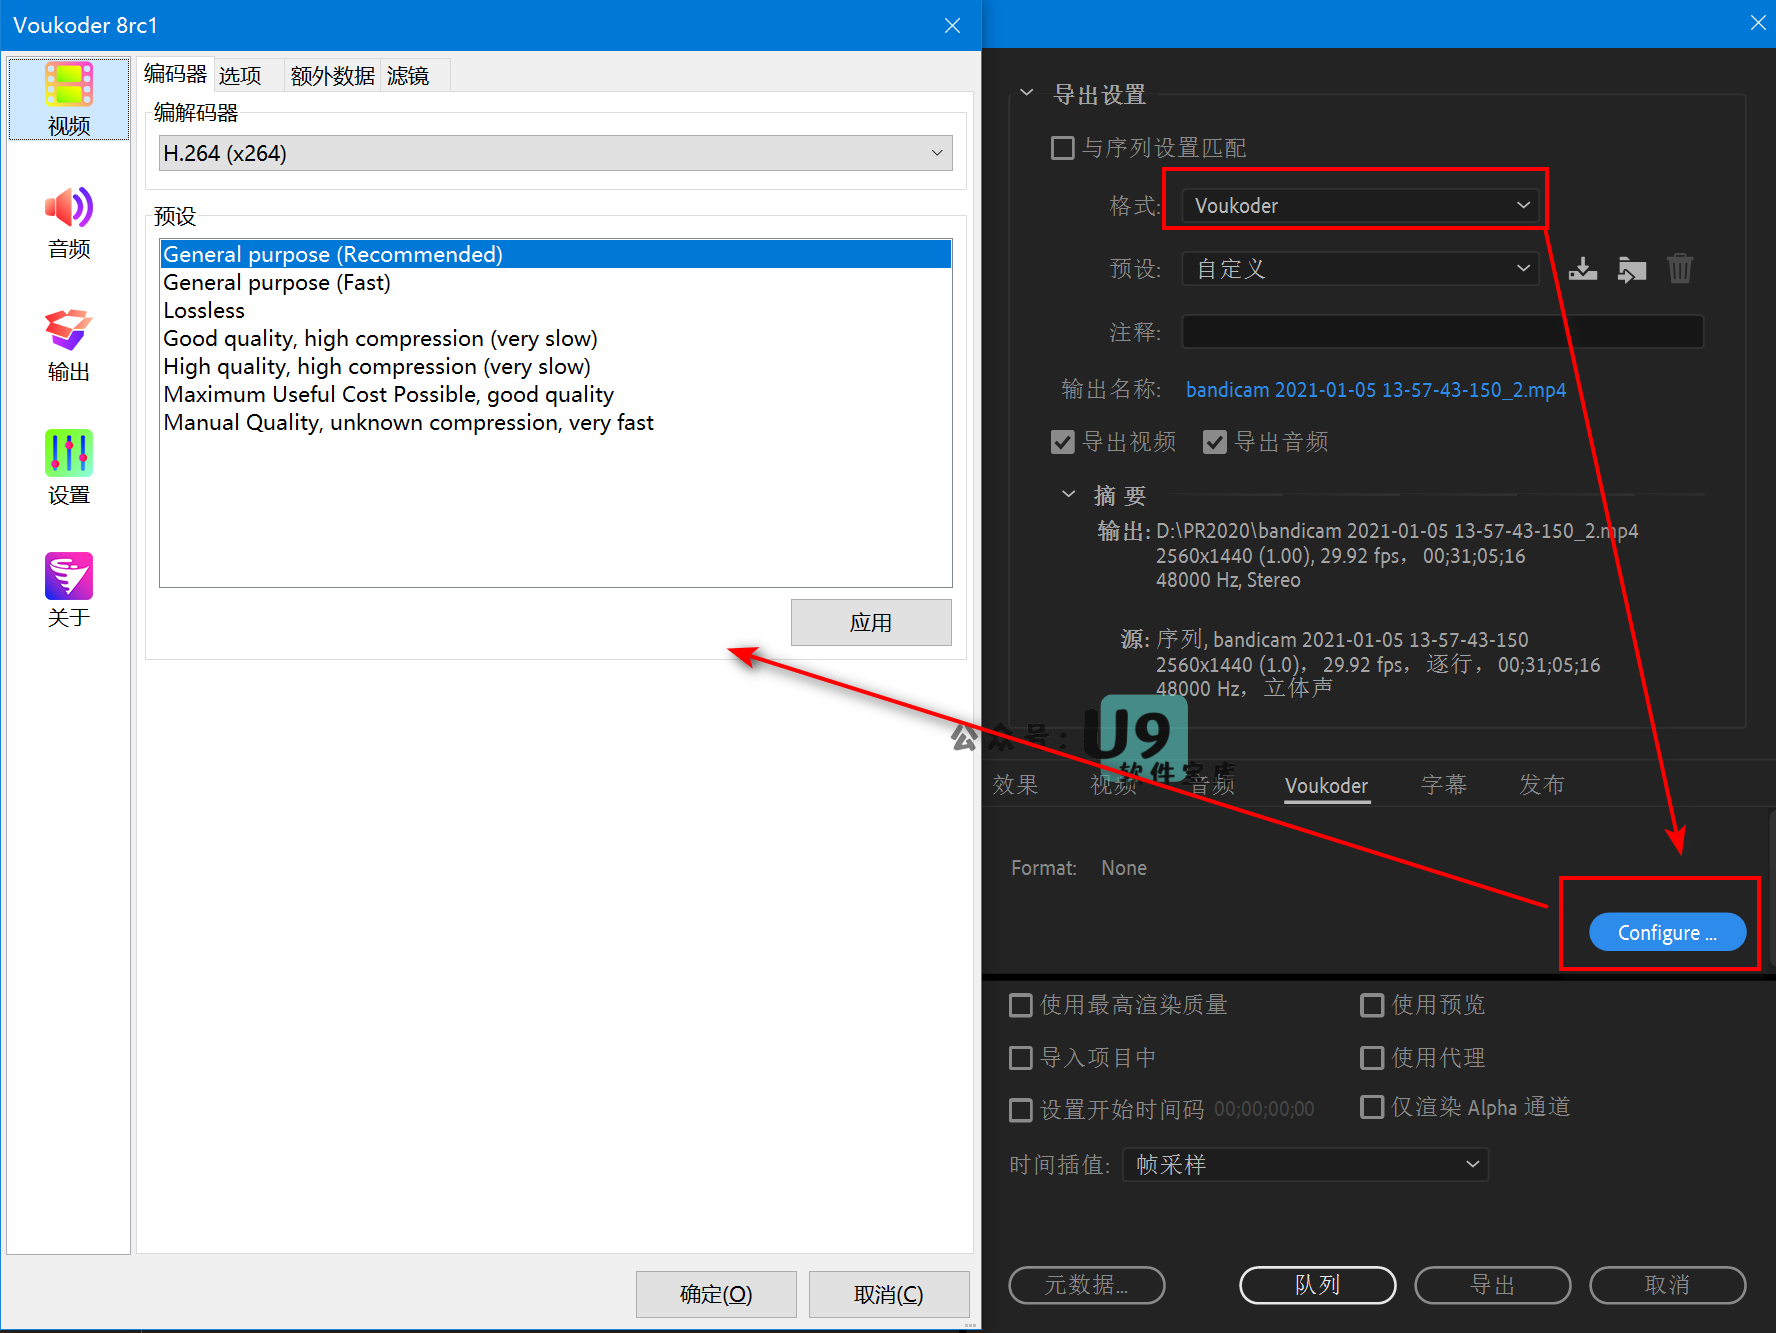 Voukoder 8rc1
视频
音频
输出
设置
关于
编码器 选项 额外数据 滤镜
编解码器
H.264 (x264)
预设
General purpose (Recommended)
General purpose (Fast)
Lossless
Good quality, high compression (very slow)
High quality, high compression (very slow)
Maximum Useful Cost Possible, good quality
Manual Quality, unknown compression, very fast
应用
确定(O) 取消(C)
导出设置
与序列设置匹配
格式: Voukoder
预设: 自定义
注释:
输出名称: bandicam 2021-01-05 13-57-43-150_2.mp4
导出视频 导出音频
摘要
输出: D:\PR2020\bandicam 2021-01-05 13-57-43-150_2.mp4
2560x1440 (1.00), 29.92 fps, 00;31;05;16
48000 Hz, Stereo
源: 序列, bandicam 2021-01-05 13-57-43-150
2560x1440 (1.0), 29.92 fps, 逐行, 00;31;05;16
48000 Hz, 立体声
公众号: U9
软件宝库
效果 视频 音频 Voukoder 字幕 发布
Format: None
Configure ...
使用最高渲染质量 使用预览
导入项目中 使用代理
设置开始时间码 00;00;00;00 仅渲染 Alpha 通道
时间插值: 帧采样
元数据... 队列 导出 取消